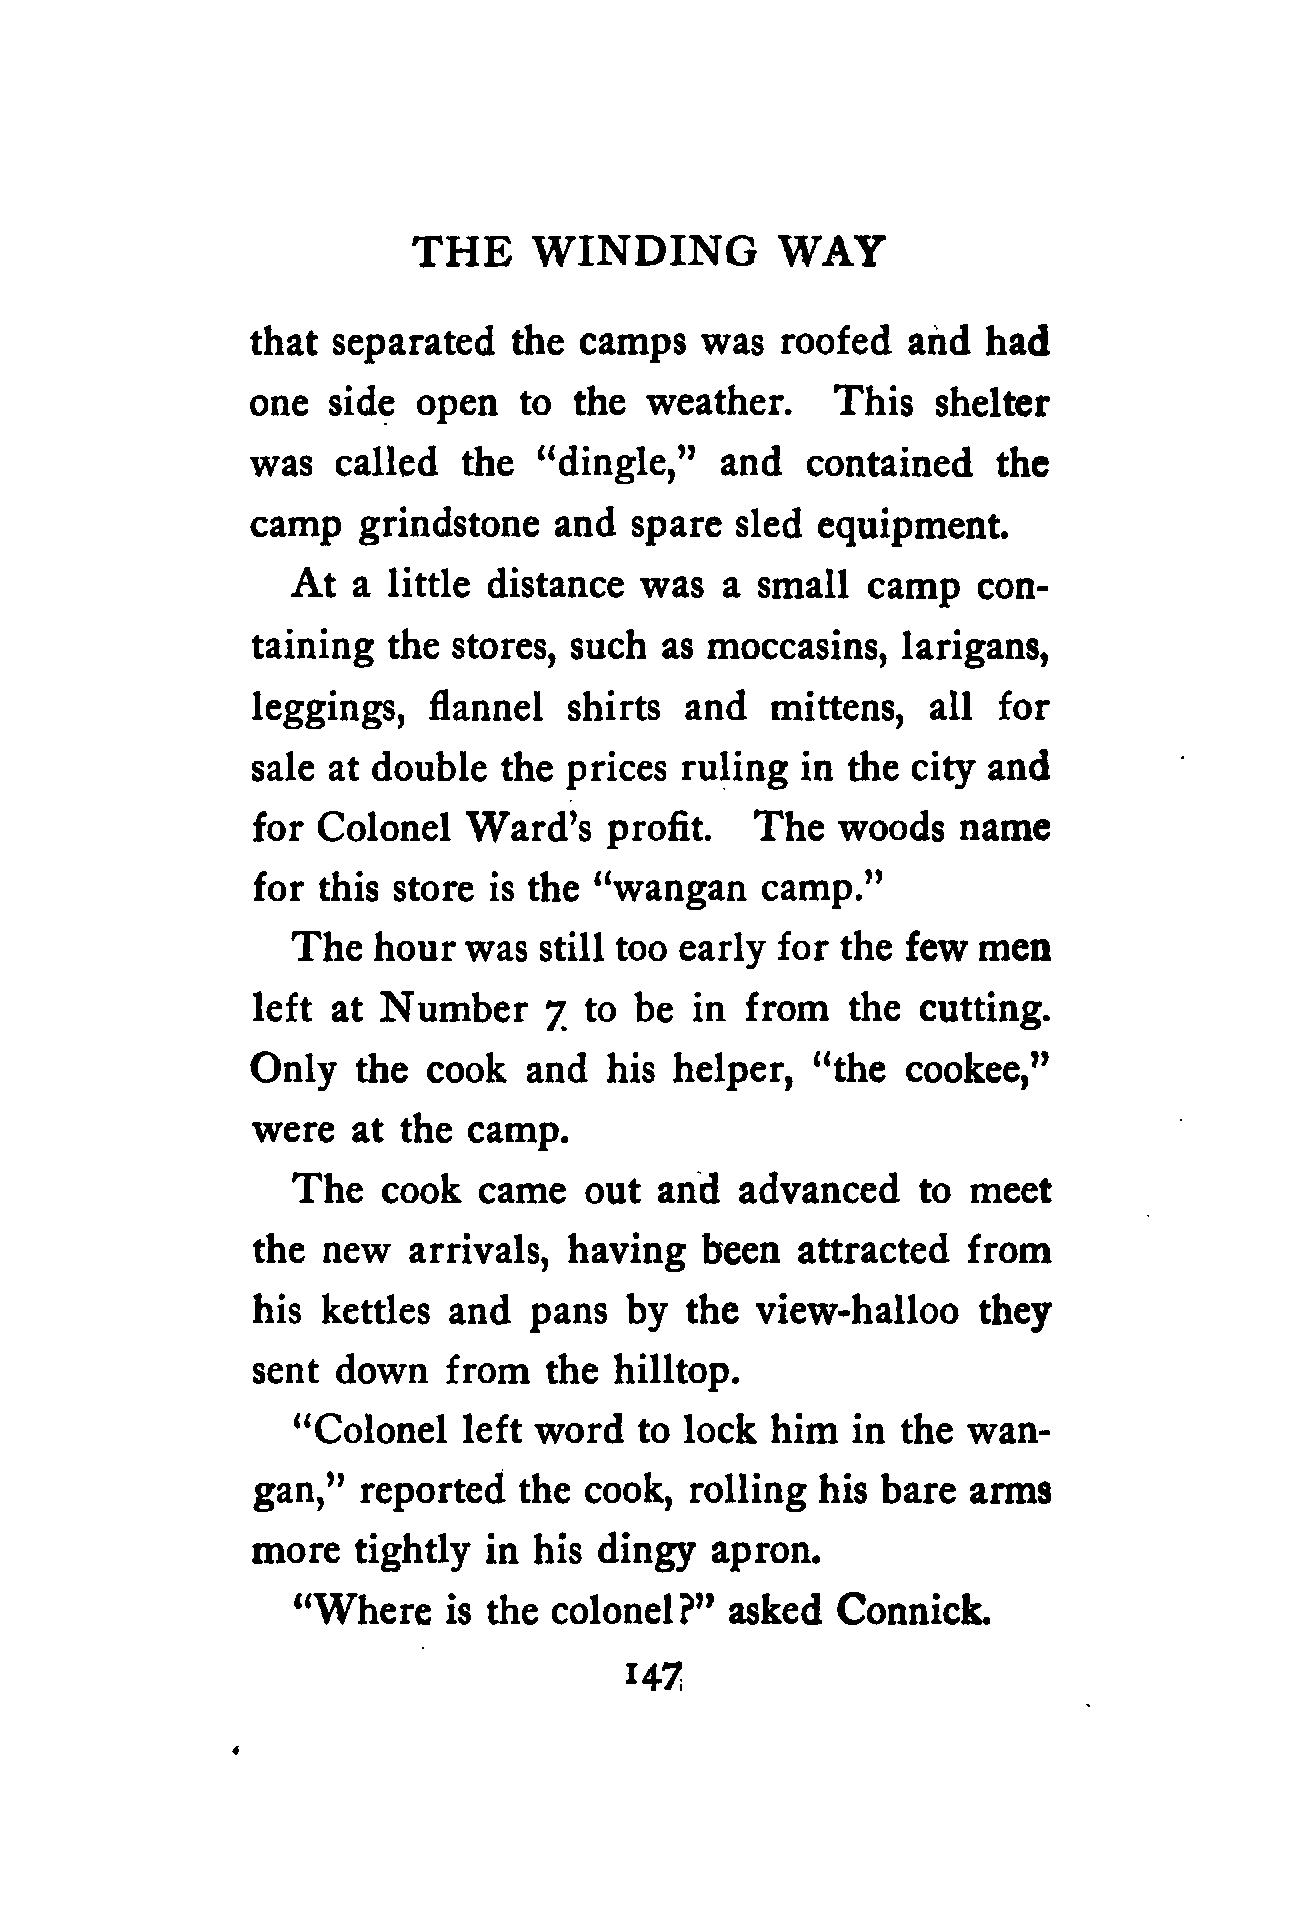 THE WINDING WAY
that separated the camps was roofed and had
one side open to the weather. This shelter
was called the “dingle,” and contained the
camp grindstone and spare sled equipment.
At a little distance was a small camp con-
taining the stores, such as moccasins, larigans,
leggings, flannel shirts and mittens, all for
sale at double the prices ruling in the city and
for Colonel Ward’s profit. The woods name
for this store is the “wangan camp.”
The hour was still too early for the few men
left at Number 7 to be in from the cutting.
Only the cook and his helper, “the cookee,”
were at the camp.
The cook came out and advanced to meet
the new arrivals, having been attracted from
his kettles and pans by the view-halloo they
sent down from the hilltop.
“Colonel left word to lock him in the wan-
gan,” reported the cook, rolling his bare arms
more tightly in his dingy apron.
“Where is the colonel?” asked Connick.
147